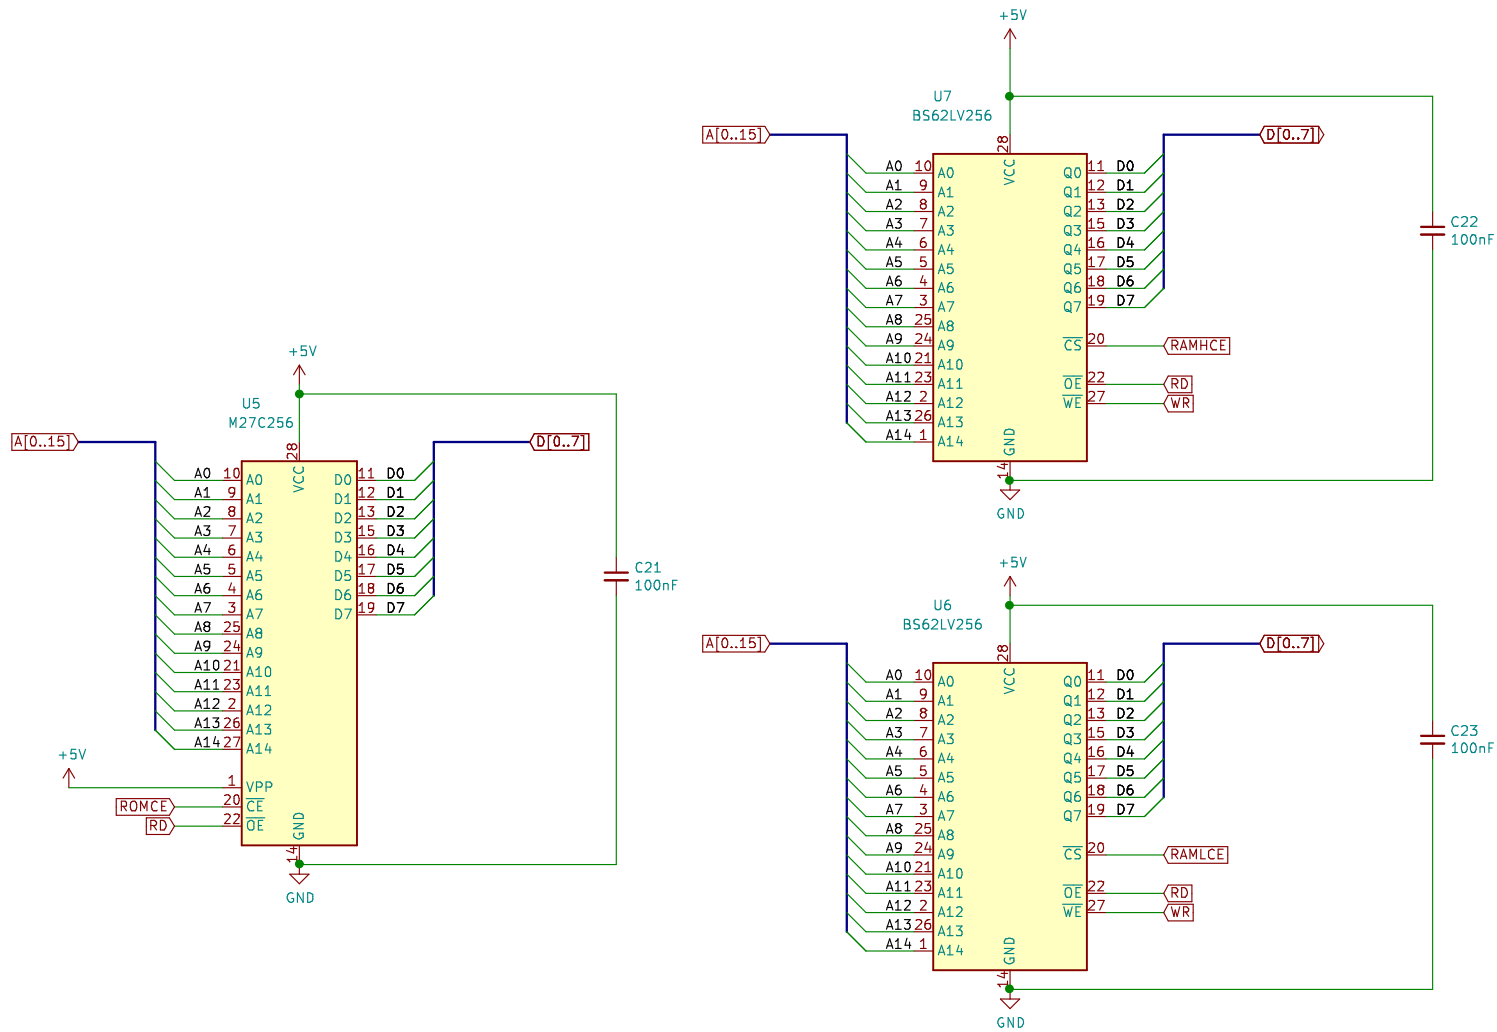 +5V
U7
BS62LV256
A[0..15]
D[0..7]
28
VCC
A0 10 A0 Q0 11 D0
A1 9 A1 Q1 12 D1
A2 8 A2 Q2 13 D2
A3 7 A3 Q3 15 D3
A4 6 A4 Q4 16 D4
A5 5 A5 Q5 17 D5
A6 4 A6 Q6 18 D6
A7 3 A7 Q7 19 D7
A8 25 A8
A9 24 A9 CS 20 RAMHCE
A10 21 A10
A11 23 A11 OE 22 RD
A12 2 A12 WE 27 WR
A13 26 A13
A14 1 A14
GND
14
GND
C22
100nF
+5V
U5
M27C256
A[0..15]
D[0..7]
28
VCC
A0 10 A0 D0 11 D0
A1 9 A1 D1 12 D1
A2 8 A2 D2 13 D2
A3 7 A3 D3 15 D3
A4 6 A4 D4 16 D4
A5 5 A5 D5 17 D5
A6 4 A6 D6 18 D6
A7 3 A7 D7 19 D7
A8 25 A8
A9 24 A9
A10 21 A10
A11 23 A11
A12 2 A12
A13 26 A13
A14 27 A14
+5V
1 VPP
ROMCE 20 CE
RD 22 OE
GND
14
GND
C21
100nF
+5V
U6
BS62LV256
A[0..15]
D[0..7]
28
VCC
A0 10 A0 Q0 11 D0
A1 9 A1 Q1 12 D1
A2 8 A2 Q2 13 D2
A3 7 A3 Q3 15 D3
A4 6 A4 Q4 16 D4
A5 5 A5 Q5 17 D5
A6 4 A6 Q6 18 D6
A7 3 A7 Q7 19 D7
A8 25 A8
A9 24 A9 CS 20 RAMLCE
A10 21 A10
A11 23 A11 OE 22 RD
A12 2 A12 WE 27 WR
A13 26 A13
A14 1 A14
GND
14
GND
C23
100nF